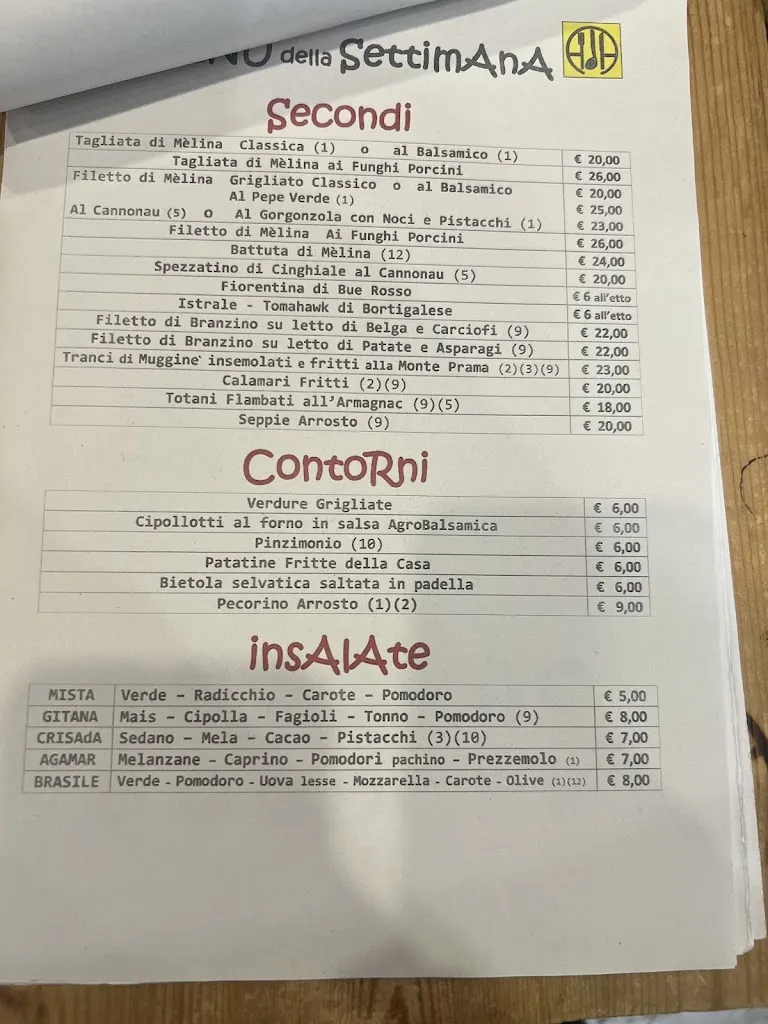 NU della SettimAnA
Secondi
Tagliata di Mèlina Classica (1) o al Balsamico (1) € 20,00
Tagliata di Mèlina ai Funghi Porcini € 26,00
Filetto di Mèlina Grigliato Classico o al Balsamico € 20,00
Al Pepe Verde (1) € 25,00
Al Cannonau (5) o Al Gorgonzola con Noci e Pistacchi (1) € 23,00
Filetto di Mèlina Ai Funghi Porcini € 26,00
Battuta di Mèlina (12) € 24,00
Spezzatino di Cinghiale al Cannonau (5) € 20,00
Fiorentina di Bue Rosso € 6 all'etto
Istrale - Tomahawk di Bortigalese € 6 all'etto
Filetto di Branzino su letto di Belga e Carciofi (9) € 22,00
Filetto di Branzino su letto di Patate e Asparagi (9) € 22,00
Tranci di Muggine' insemolati e fritti alla Monte Prama (2)(3)(9) € 23,00
Calamari Fritti (2)(9) € 20,00
Totani Flambati all'Armagnac (9)(5) € 18,00
Seppie Arrosto (9) € 20,00
ContoRni
Verdure Grigliate € 6,00
Cipollotti al forno in salsa AgroBalsamica € 6,00
Pinzimonio (10) € 6,00
Patatine Fritte della Casa € 6,00
Bietola selvatica saltata in padella € 6,00
Pecorino Arrosto (1)(2) € 9,00
insAlAte
MISTA Verde - Radicchio - Carote - Pomodoro € 5,00
GITANA Mais - Cipolla - Fagioli - Tonno - Pomodoro (9) € 8,00
CRISAdA Sedano - Mela - Cacao - Pistacchi (3)(10) € 7,00
AGAMAR Melanzane - Caprino - Pomodori pachino - Prezzemolo (1) € 7,00
BRASILE Verde - Pomodoro - Uova lesse - Mozzarella - Carote - Olive (1)(12) € 8,00